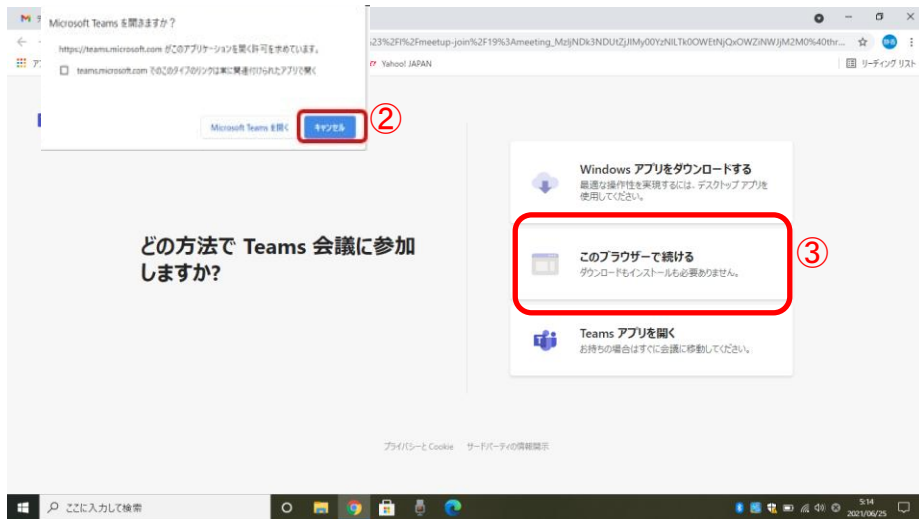 Microsoft Teams を開きますか？
https://teams.microsoft.com がこのアプリケーションを開く許可を求めています。
teams.microsoft.com でのこのタイプのリンクは常に関連付けられたアプリで開く
Microsoft Teams を開く
キャンセル
②
Yahoo! JAPAN
リーディング リスト
どの方法で Teams 会議に参加
しますか?
Windows アプリをダウンロードする
最適な操作性を実現するには、デスクトップ アプリを
使用してください。
このブラウザーで続ける
ダウンロードもインストールも必要ありません。
③
Teams アプリを開く
お持ちの場合はすぐに会議に移動してください。
プライバシーと Cookie サードパーティの情報開示
ここに入力して検索
5:14
2021/06/25